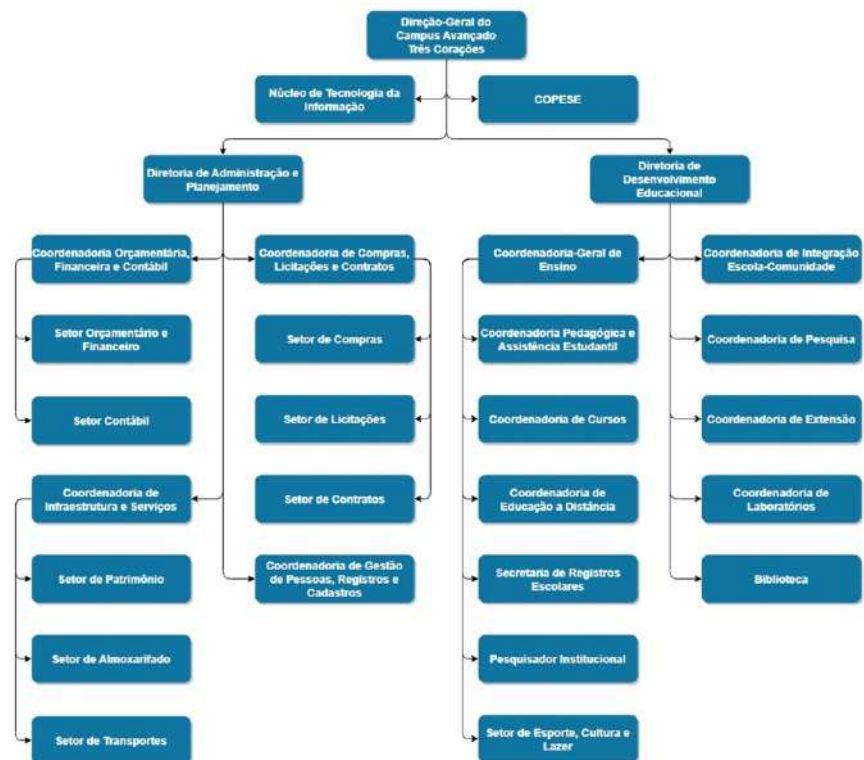 Direção-Geral do
Campus Avançado
Três Corações
Núcleo de Tecnologia da
Informação
COPESE
Diretoria de Administração e
Planejamento
Diretoria de
Desenvolvimento
Educacional
Coordenadoria Orçamentária,
Financeira e Contábil
Coordenadoria de Compras,
Licitações e Contratos
Coordenadoria-Geral de
Ensino
Coordenadoria de Integração
Escola-Comunidade
Setor Orçamentário e
Financeiro
Setor de Compras
Coordenadoria Pedagógica e
Assistência Estudantil
Coordenadoria de Pesquisa
Setor Contábil
Setor de Licitações
Coordenadoria de Cursos
Coordenadoria de Extensão
Coordenadoria de
Infraestrutura e Serviços
Setor de Contratos
Coordenadoria de
Educação a Distância
Coordenadoria de
Laboratórios
Setor de Patrimônio
Coordenadoria de Gestão
de Pessoas, Registros e
Cadastros
Secretaria de Registros
Escolares
Biblioteca
Setor de Almoxarifado
Pesquisador Institucional
Setor de Transportes
Setor de Esporte, Cultura e
Lazer